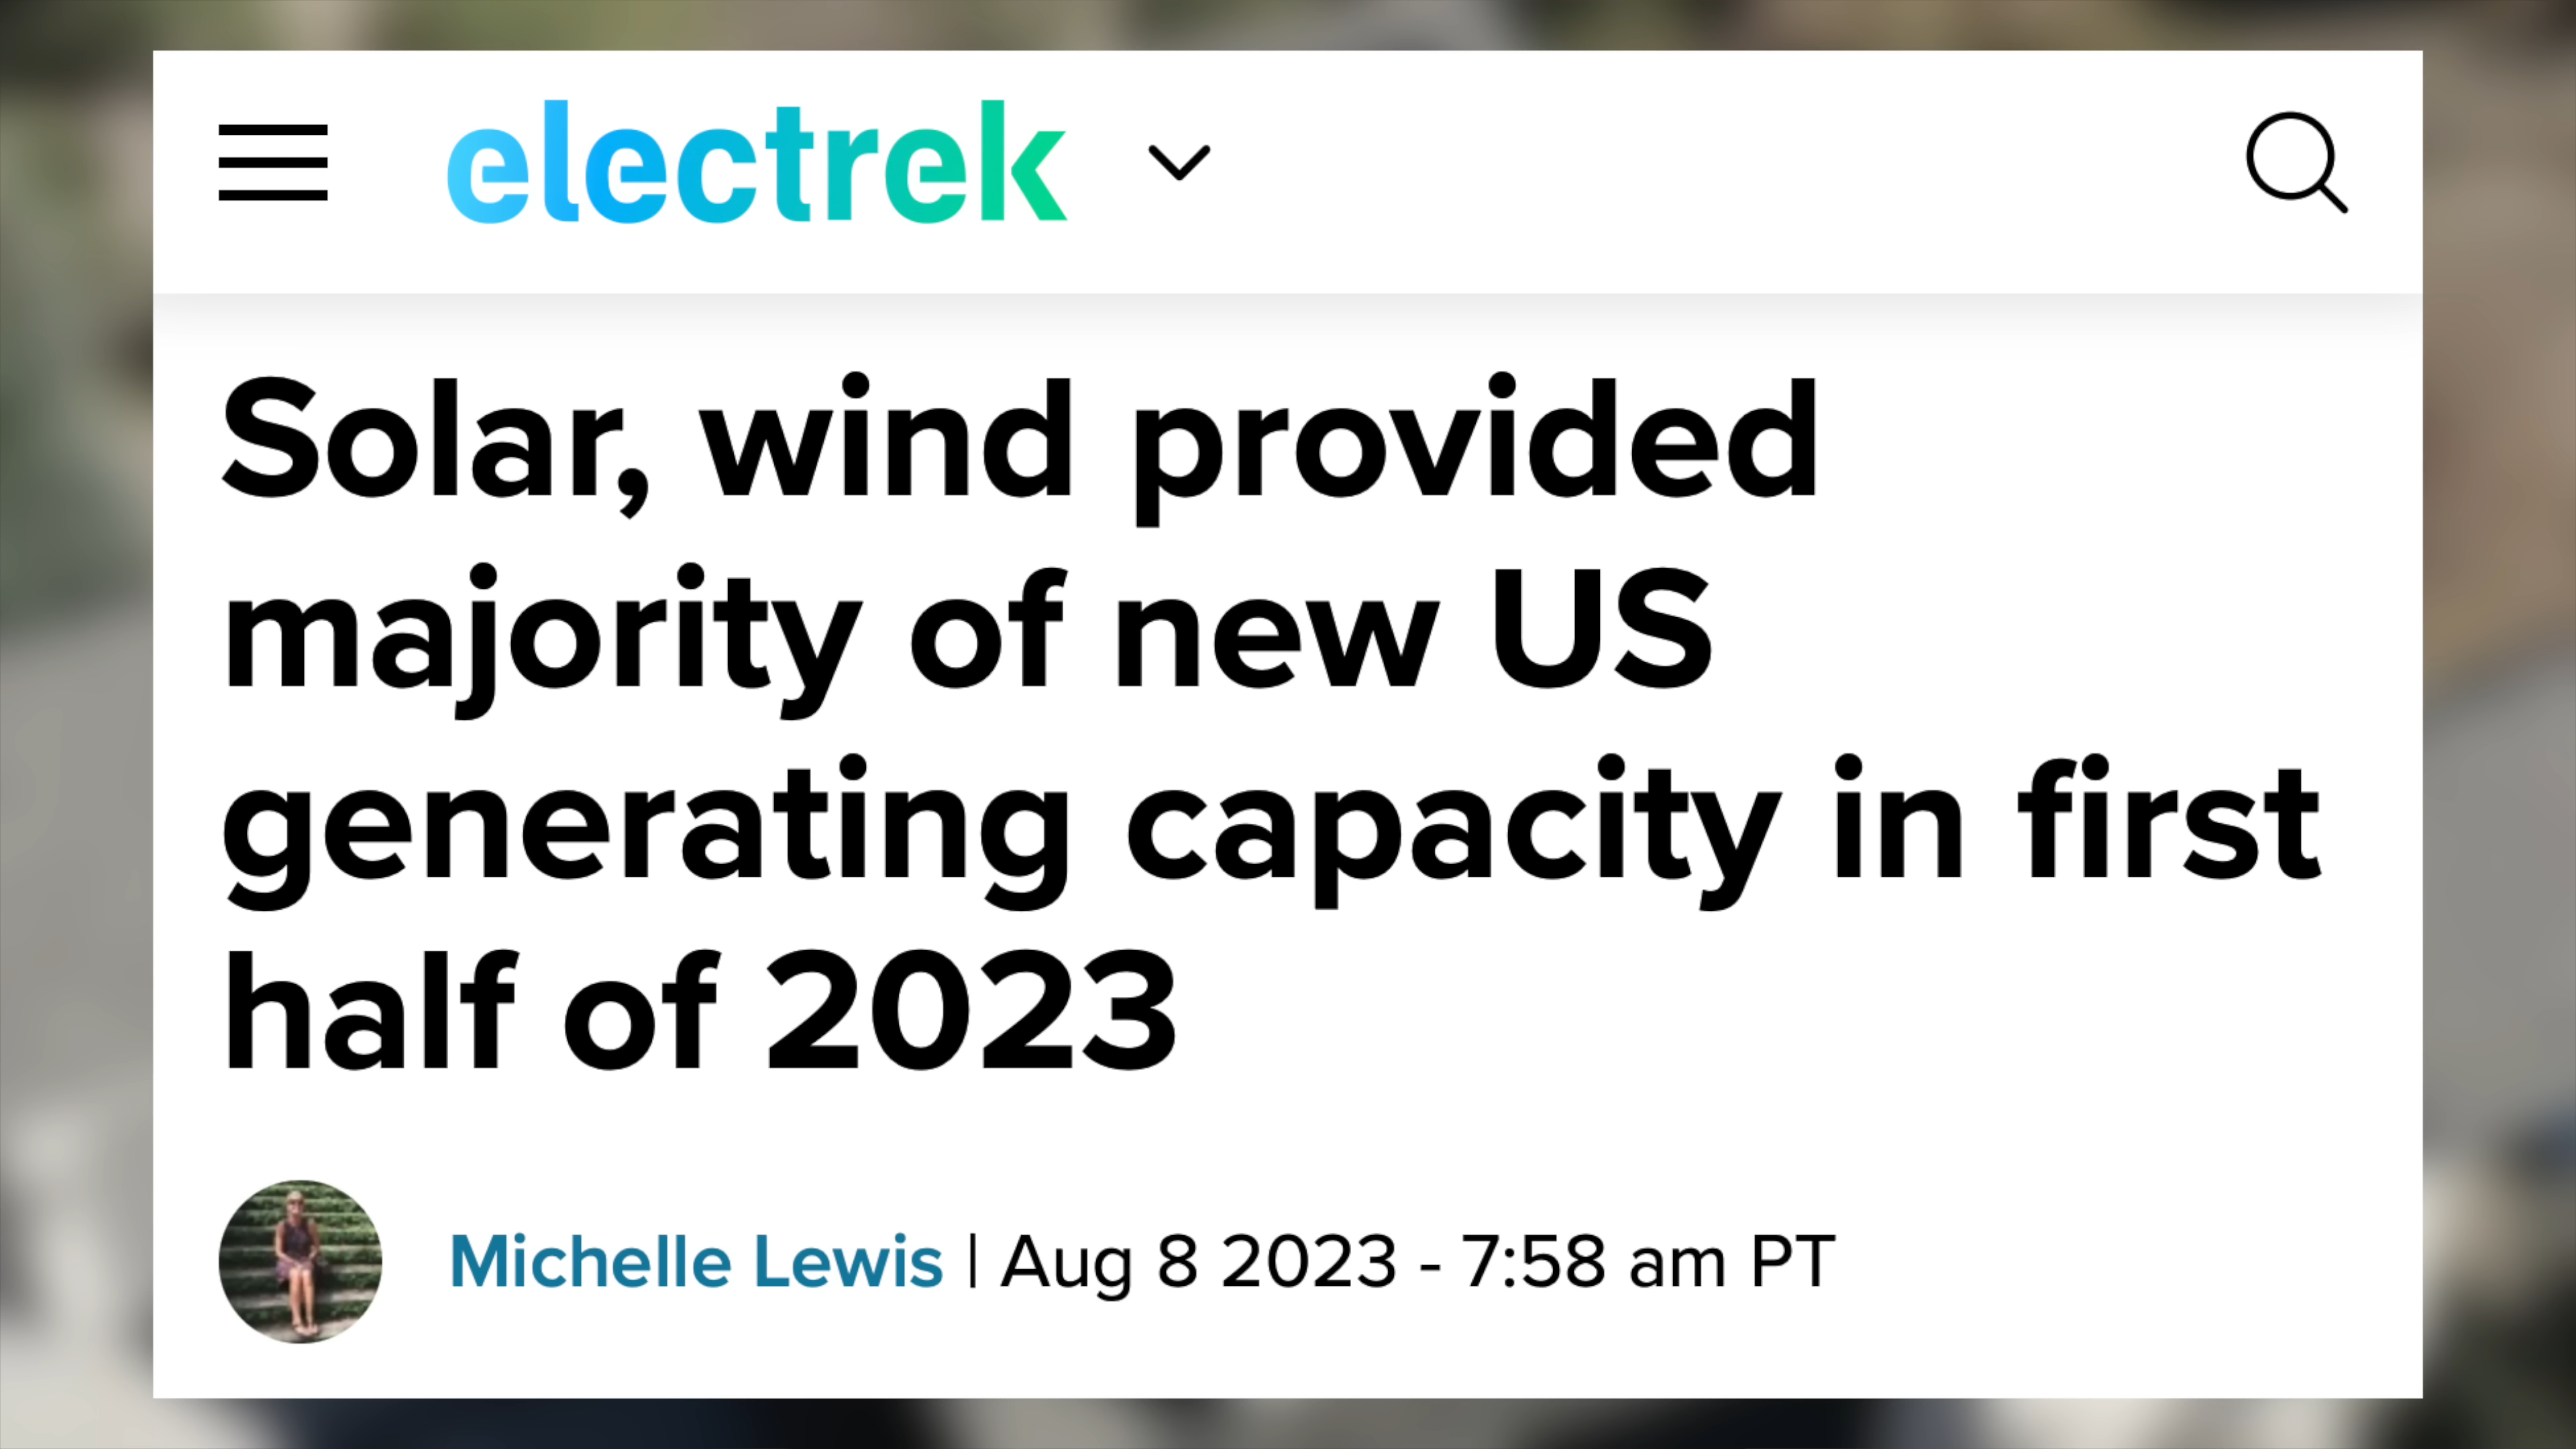 electrek
Solar, wind provided
majority of new US
generating capacity in first
half of 2023
Michelle Lewis | Aug 8 2023 - 7:58 am PT